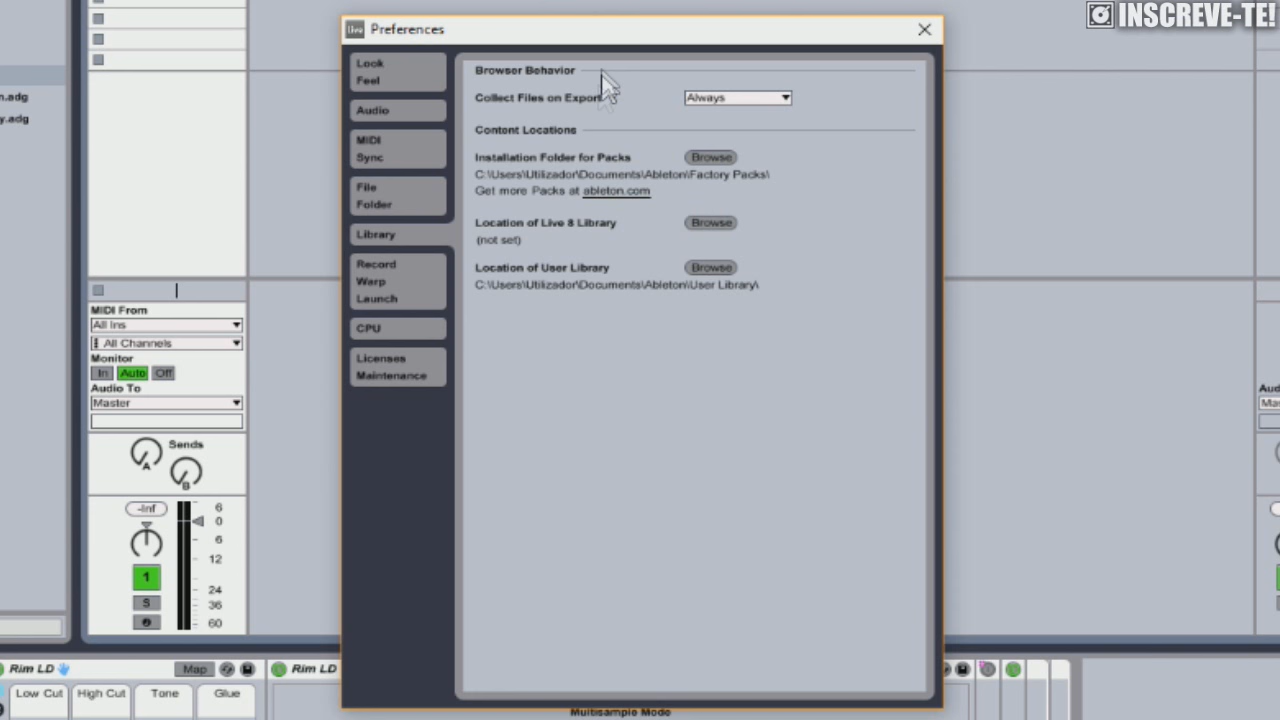 INSCREVE-TE!
live Preferences
n.adg
y.adg
Look
Feel
Audio
MIDI
Sync
File
Folder
Library
Record
Warp
Launch
CPU
Licenses
Maintenance
Browser Behavior
Collect Files on Export Always
Content Locations
Installation Folder for Packs Browse
C:\Users\Utilizador\Documents\Ableton\Factory Packs\
Get more Packs at ableton.com
Location of Live 8 Library Browse
(not set)
Location of User Library Browse
C:\Users\Utilizador\Documents\Ableton\User Library\
MIDI From
All Ins
All Channels
Monitor
In Auto Off
Audio To
Master
Sends
A
B
-Inf
6
0
6
12
24
36
60
1
S
Aud
Mas
Rim LD Map Rim LD
Low Cut High Cut Tone Glue
Multisample Mode